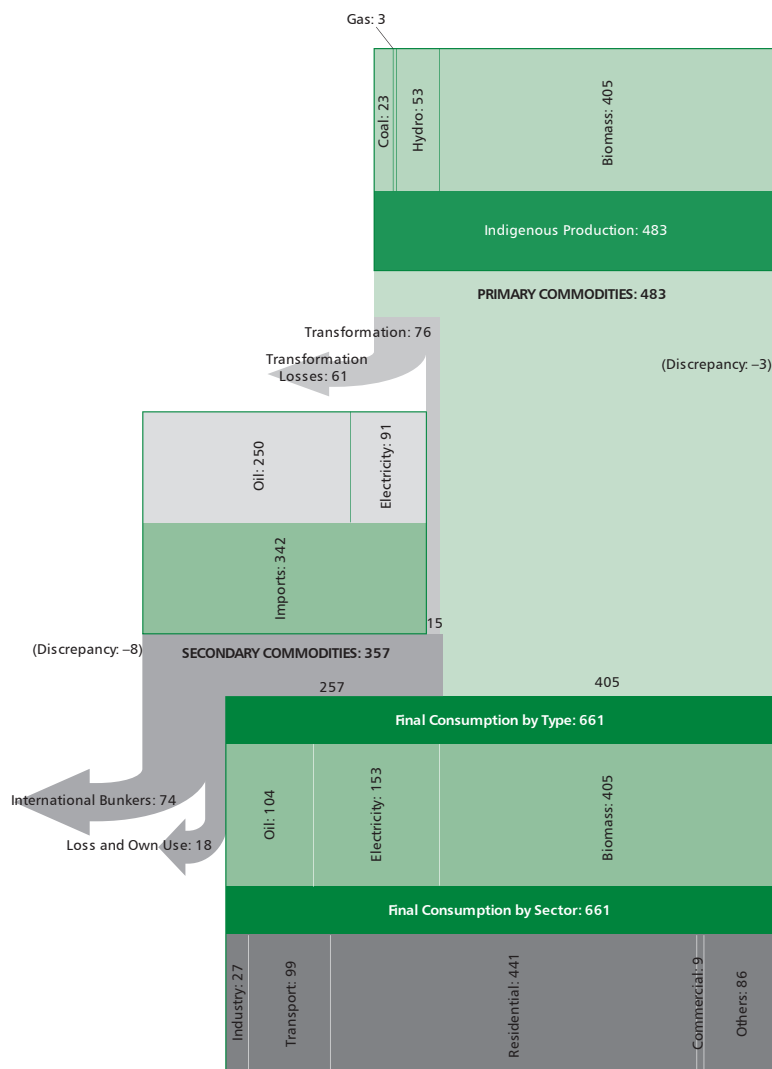 Gas: 3
Coal: 23
Hydro: 53
Biomass: 405
Indigenous Production: 483
PRIMARY COMMODITIES: 483
Transformation: 76
Transformation
Losses: 61
(Discrepancy: –3)
Oil: 250
Electricity: 91
Imports: 342
15
(Discrepancy: –8)
SECONDARY COMMODITIES: 357
257
405
Final Consumption by Type: 661
International Bunkers: 74
Loss and Own Use: 18
Oil: 104
Electricity: 153
Biomass: 405
Final Consumption by Sector: 661
Industry: 27
Transport: 99
Residential: 441
Commercial: 9
Others: 86